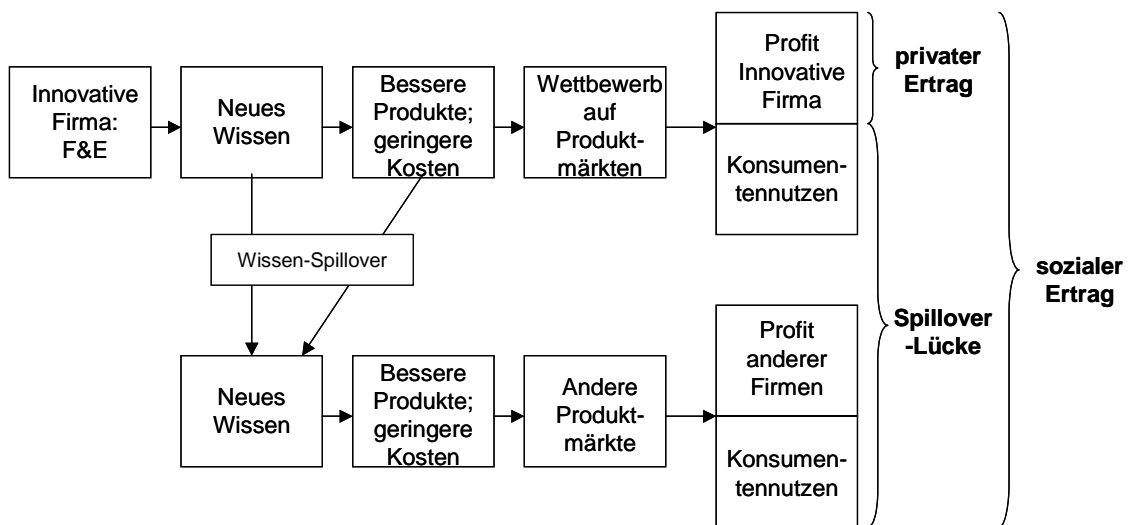 Innovative
Firma:
F&E
Neues
Wissen
Bessere
Produkte;
geringere
Kosten
Wettbewerb
auf
Produkt-
märkten
Profit
Innovative
Firma
privater
Ertrag
Konsumen-
tennutzen
Wissen-Spillover
sozialer
Ertrag
Spillover
-Lücke
Neues
Wissen
Bessere
Produkte;
geringere
Kosten
Andere
Produkt-
märkte
Profit
anderer
Firmen
Konsumen-
tennutzen